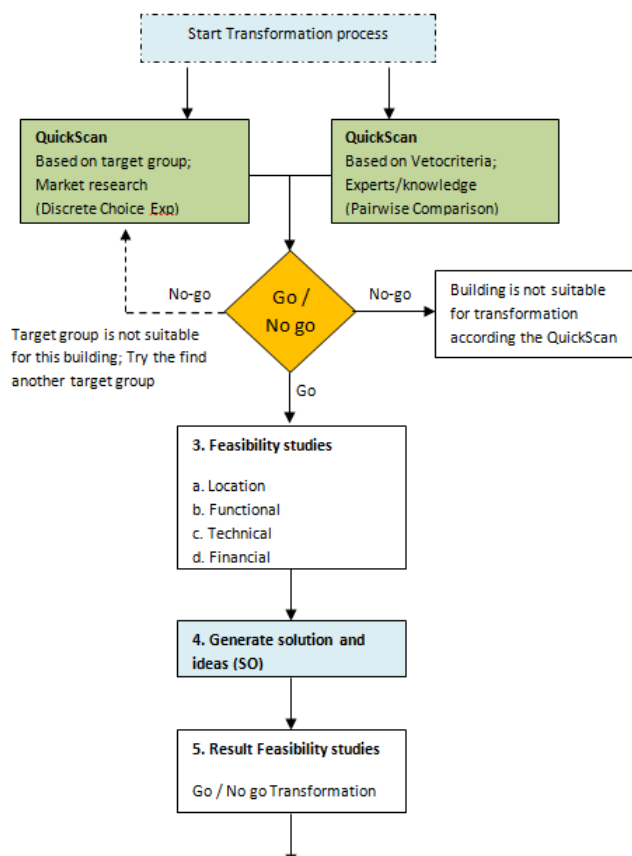 Start Transformation process
QuickScan
Based on target group;
Market research
(Discrete Choice Exp)
QuickScan
Based on Vetocriteria;
Experts/knowledge
(Pairwise Comparison)
No-go
Go /
No go
No-go
Building is not suitable
for transformation
according the QuickScan
Target group is not suitable
for this building; Try the find
another target group
Go
3. Feasibility studies
a. Location
b. Functional
c. Technical
d. Financial
4. Generate solution and
ideas (SO)
5. Result Feasibility studies
Go / No go Transformation